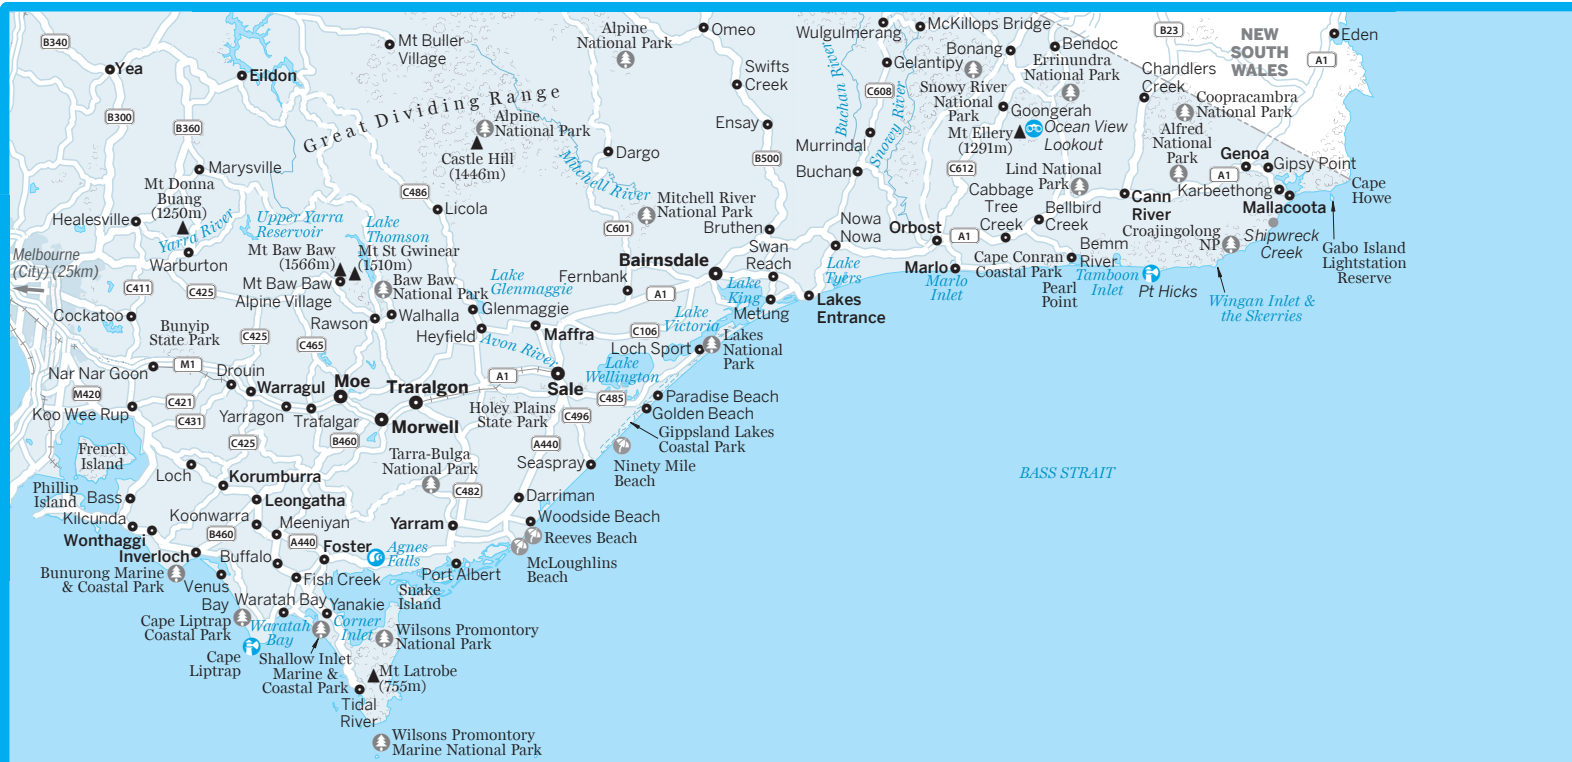 B340
Yea
Eildon
Mt Buller
Village
Alpine
National Park
Omeo
Swifts
Creek
Wulgulmerang
McKillops Bridge
Gelantipy
Bonang
Bendoc
Errinundra
National Park
B23
NEW
SOUTH
WALES
Eden
A1
Chandlers
Creek
Coopracambra
National Park
Great Dividing Range
B300
B360
Alpine
National Park
Castle Hill
(1446m)
Dargo
Ensay
B500
Buchan River
C608
Snowy River
Murrindal
Buchan
Snowy River
National
Park
Goongerah
Mt Ellery
(1291m)
Ocean View
Lookout
Alfred
National
Park
Genoa
A1
Gipsy Point
Karbeethong
Mallacoota
Cape
Howe
Marysville
Mt Donna
Buang
(1250m)
Healesville
Yarra River
Upper Yarra
Reservoir
C486
Licola
Mitchell River
Mitchell River
National Park
C601
Bruthen
C612
Lind National
Park
Cabbage
Tree
Creek
Bellbird
Creek
Cann
River
Croajingolong
NP
Shipwreck
Creek
Gabo Island
Lightstation
Reserve
Melbourne
(City) (25km)
Warburton
Lake
Thomson
Mt Baw Baw
(1566m)
Mt St Gwinear
(1510m)
Mt Baw Baw
Alpine Village
Baw Baw
National Park
Lake
Glenmaggie
Fernbank
Bairnsdale
Swan
Reach
Nowa
Nowa
Orbost
A1
Marlo
Marlo
Inlet
Cape Conran
Coastal Park
Bemm
River
Pearl
Point
Tamboon
Inlet
Pt Hicks
Wingan Inlet &
the Skerries
C411
C425
Cockatoo
Bunyip
State Park
C425
C465
Rawson
Walhalla
Glenmaggie
Heyfield
Avon River
Maffra
A1
C106
Lake
King
Metung
Lake
Tyers
Lakes
Entrance
Lake
Victoria
Loch Sport
Lakes
National
Park
Nar Nar Goon
M1
M420
C421
C431
Koo Wee Rup
Drouin
Warragul
Yarragon
Trafalgar
Moe
Traralgon
Morwell
B460
C425
A1
Sale
Lake
Wellington
C485
Paradise Beach
Golden Beach
Holey Plains
State Park
C496
A440
Gippsland Lakes
Coastal Park
Ninety Mile
Beach
Seaspray
BASS STRAIT
French
Island
Phillip
Island
Loch
Korumburra
Bass
Leongatha
Kilcunda
Wonthaggi
Koonwarra
Meeniyan
B460
A440
Tarra-Bulga
National Park
C482
Darriman
Yarram
Woodside Beach
Reeves Beach
McLoughlins
Beach
Inverloch
Buffalo
Foster
Agnes
Falls
Port Albert
Bunurong Marine
& Coastal Park
Venus
Bay
Fish Creek
Waratah Bay
Yanakie
Snake
Island
Cape Liptrap
Coastal Park
Waratah
Bay
Corner
Inlet
Wilsons Promontory
National Park
Cape
Liptrap
Shallow Inlet
Marine &
Coastal Park
Mt Latrobe
(755m)
Tidal
River
Wilsons Promontory
Marine National Park